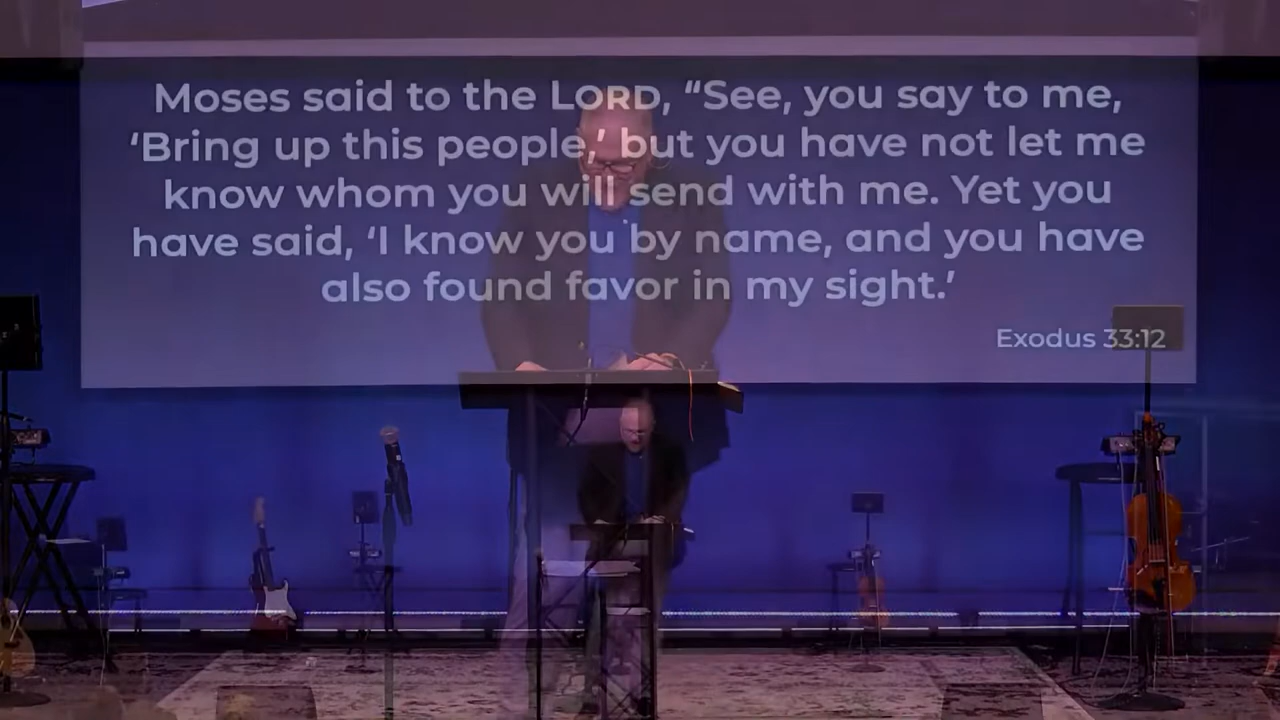 Moses said to the LORD, “See, you say to me,
‘Bring up this people,’ but you have not let me
know whom you will send with me. Yet you
have said, ‘I know you by name, and you have
also found favor in my sight.’
Exodus 33:12